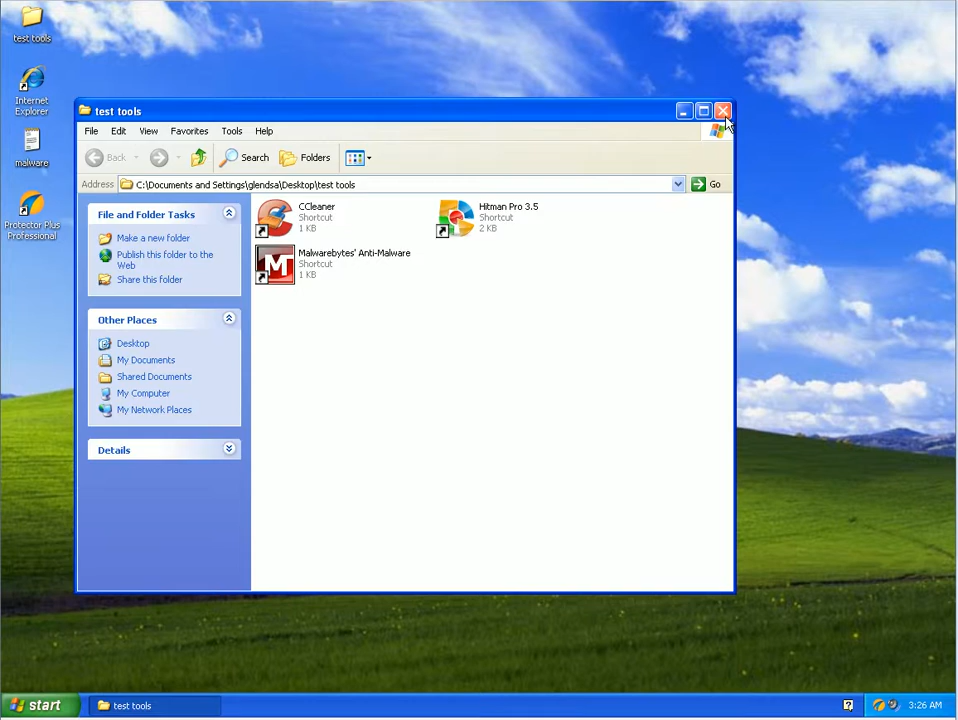 test tools
Internet
Explorer
malware
Protector Plus
Professional
test tools
File Edit View Favorites Tools Help
Back Search Folders
Address C:\Documents and Settings\glendsa\Desktop\test tools Go
File and Folder Tasks
Make a new folder
Publish this folder to the
Web
Share this folder
Other Places
Desktop
My Documents
Shared Documents
My Computer
My Network Places
Details
CCleaner
Shortcut
1 KB
Hitman Pro 3.5
Shortcut
2 KB
M
Malwarebytes' Anti-Malware
Shortcut
1 KB
start
test tools
?
3:26 AM